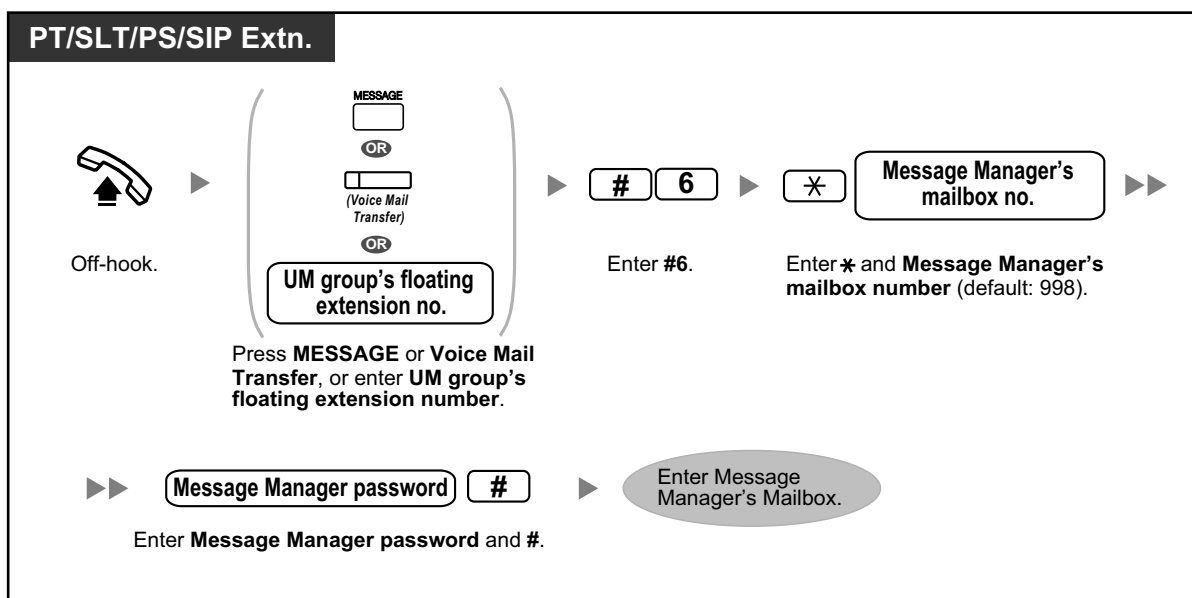 PT/SLT/PS/SIP Extn.
MESSAGE
OR
(Voice Mail
Transfer)
OR
UM group's floating
extension no.
# 6
* Message Manager's
mailbox no.
Off-hook.
Press MESSAGE or Voice Mail
Transfer, or enter UM group's
floating extension number.
Enter #6.
Enter * and Message Manager's
mailbox number (default: 998).
Message Manager password #
Enter Message Manager password and #.
Enter Message
Manager's Mailbox.